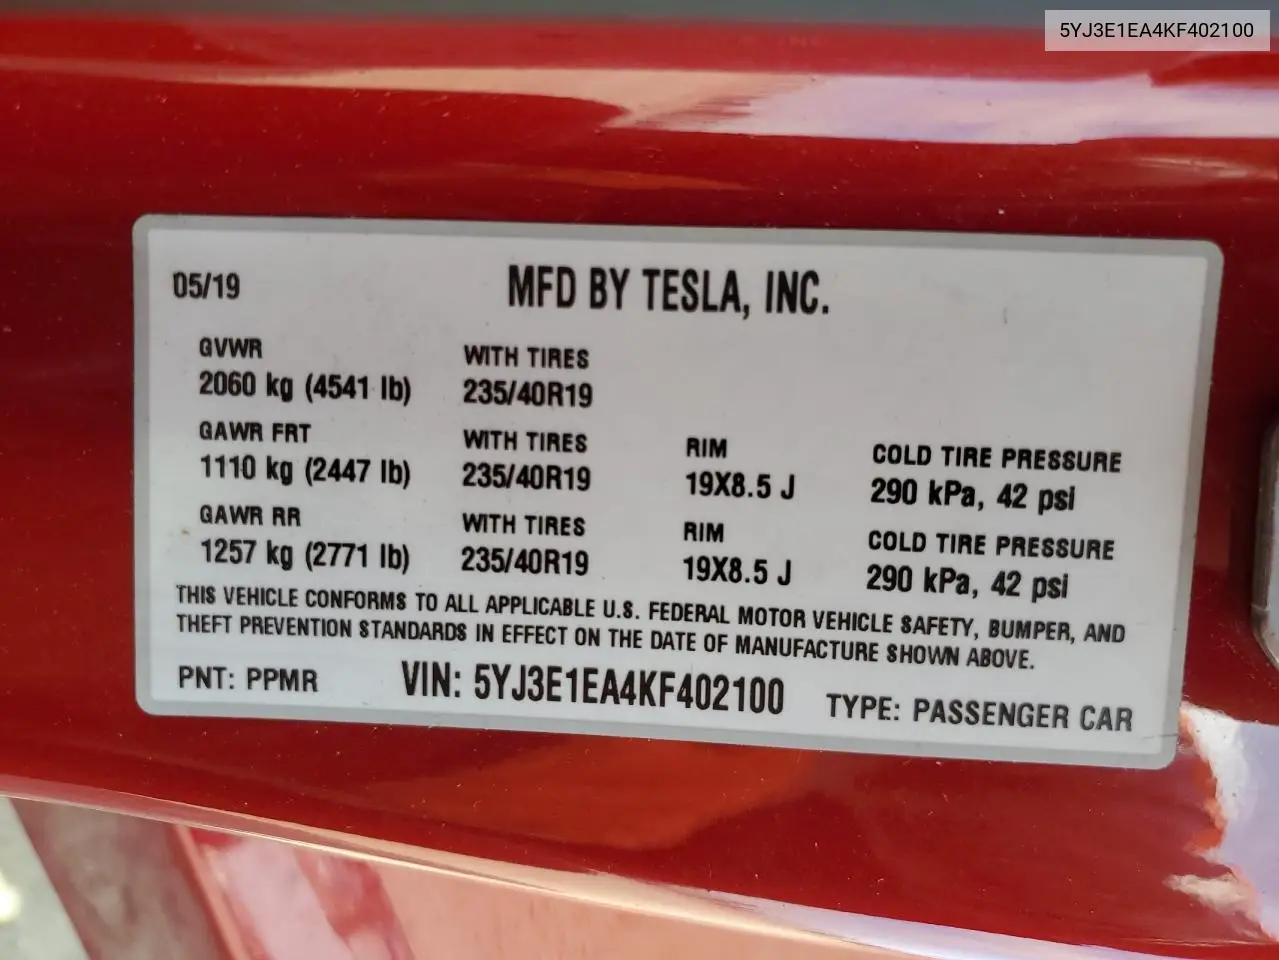 5YJ3E1EA4KF402100
05/19 MFD BY TESLA, INC.
GVWR WITH TIRES
2060 kg (4541 lb) 235/40R19
GAWR FRT WITH TIRES RIM COLD TIRE PRESSURE
1110 kg (2447 lb) 235/40R19 19X8.5 J 290 kPa, 42 psi
GAWR RR WITH TIRES RIM COLD TIRE PRESSURE
1257 kg (2771 lb) 235/40R19 19X8.5 J 290 kPa, 42 psi
THIS VEHICLE CONFORMS TO ALL APPLICABLE U.S. FEDERAL MOTOR VEHICLE SAFETY, BUMPER, AND
THEFT PREVENTION STANDARDS IN EFFECT ON THE DATE OF MANUFACTURE SHOWN ABOVE.
PNT: PPMR VIN: 5YJ3E1EA4KF402100 TYPE: PASSENGER CAR